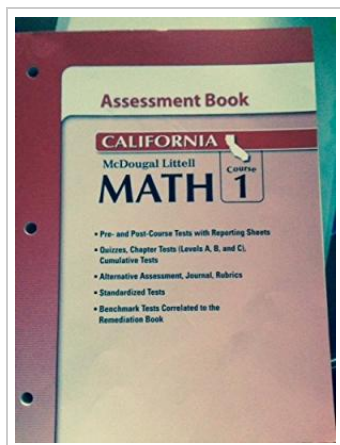 Assessment Book
CALIFORNIA
McDougal Littell
Course
MATH 1
• Pre- and Post-Course Tests with Reporting Sheets
• Quizzes, Chapter Tests (Levels A, B, and C),
Cumulative Tests
• Alternative Assessment, Journal, Rubrics
• Standardized Tests
• Benchmark Tests Correlated to the
Remediation Book